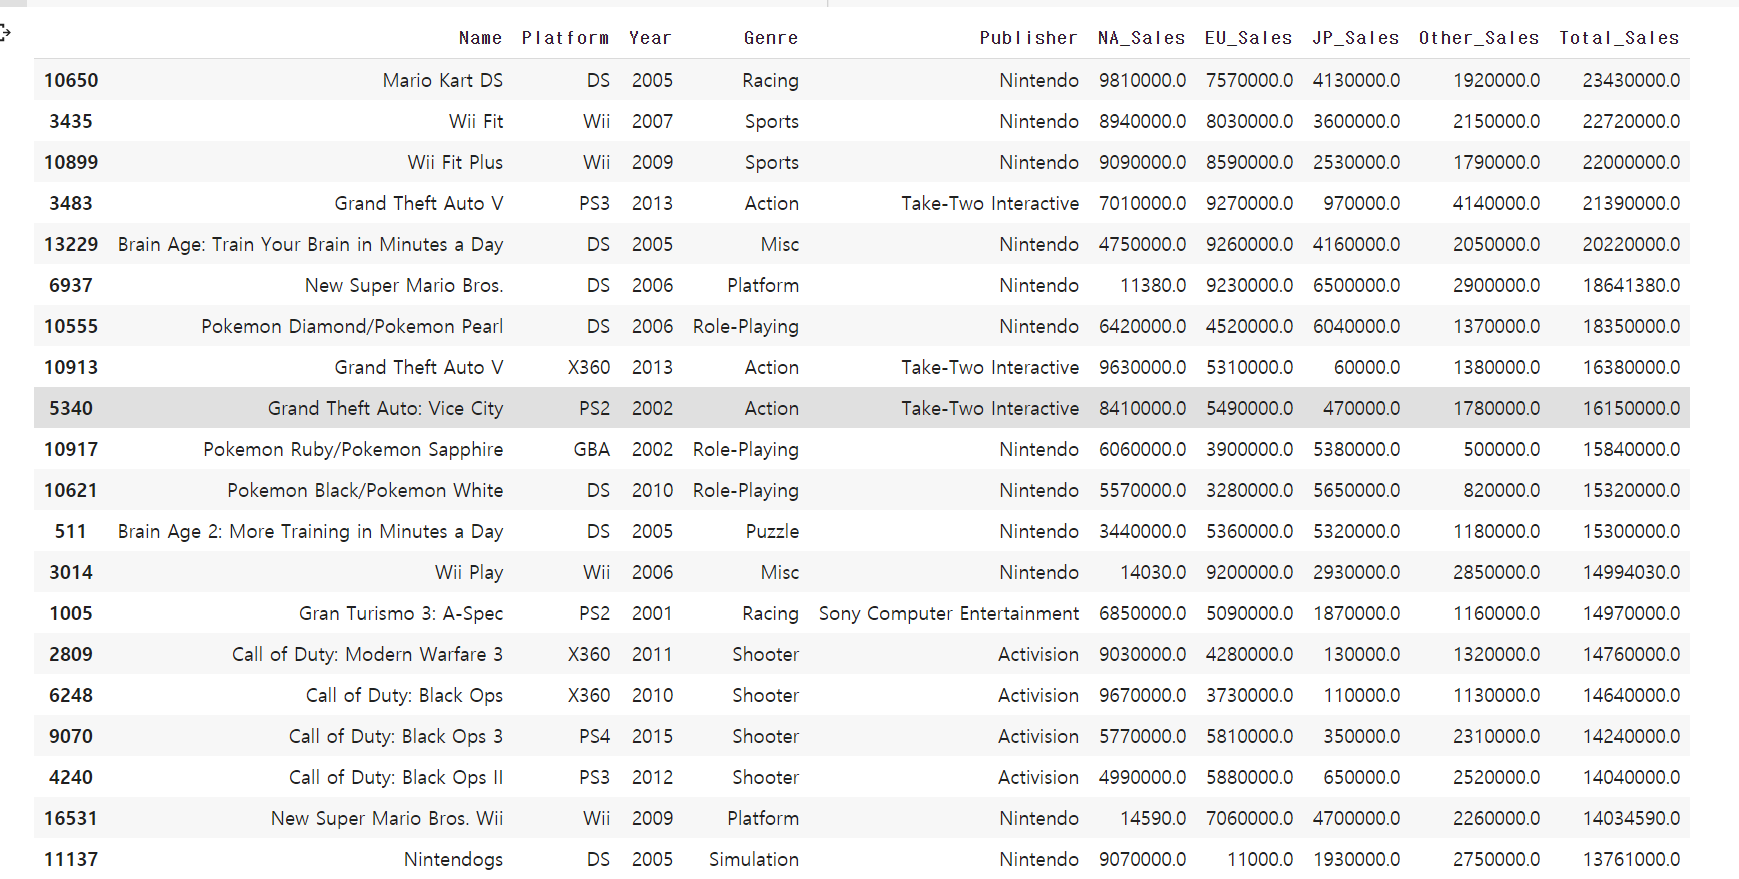 Name Platform Year Genre Publisher NA_Sales EU_Sales JP_Sales Other_Sales Total_Sales
10650 Mario Kart DS DS 2005 Racing Nintendo 9810000.0 7570000.0 4130000.0 1920000.0 23430000.0
3435 Wii Fit Wii 2007 Sports Nintendo 8940000.0 8030000.0 3600000.0 2150000.0 22720000.0
10899 Wii Fit Plus Wii 2009 Sports Nintendo 9090000.0 8590000.0 2530000.0 1790000.0 22000000.0
3483 Grand Theft Auto V PS3 2013 Action Take-Two Interactive 7010000.0 9270000.0 970000.0 4140000.0 21390000.0
13229 Brain Age: Train Your Brain in Minutes a Day DS 2005 Misc Nintendo 4750000.0 9260000.0 4160000.0 2050000.0 20220000.0
6937 New Super Mario Bros. DS 2006 Platform Nintendo 11380.0 9230000.0 6500000.0 2900000.0 18641380.0
10555 Pokemon Diamond/Pokemon Pearl DS 2006 Role-Playing Nintendo 6420000.0 4520000.0 6040000.0 1370000.0 18350000.0
10913 Grand Theft Auto V X360 2013 Action Take-Two Interactive 9630000.0 5310000.0 60000.0 1380000.0 16380000.0
5340 Grand Theft Auto: Vice City PS2 2002 Action Take-Two Interactive 8410000.0 5490000.0 470000.0 1780000.0 16150000.0
10917 Pokemon Ruby/Pokemon Sapphire GBA 2002 Role-Playing Nintendo 6060000.0 3900000.0 5380000.0 500000.0 15840000.0
10621 Pokemon Black/Pokemon White DS 2010 Role-Playing Nintendo 5570000.0 3280000.0 5650000.0 820000.0 15320000.0
511 Brain Age 2: More Training in Minutes a Day DS 2005 Puzzle Nintendo 3440000.0 5360000.0 5320000.0 1180000.0 15300000.0
3014 Wii Play Wii 2006 Misc Nintendo 14030.0 9200000.0 2930000.0 2850000.0 14994030.0
1005 Gran Turismo 3: A-Spec PS2 2001 Racing Sony Computer Entertainment 6850000.0 5090000.0 1870000.0 1160000.0 14970000.0
2809 Call of Duty: Modern Warfare 3 X360 2011 Shooter Activision 9030000.0 4280000.0 130000.0 1320000.0 14760000.0
6248 Call of Duty: Black Ops X360 2010 Shooter Activision 9670000.0 3730000.0 110000.0 1130000.0 14640000.0
9070 Call of Duty: Black Ops 3 PS4 2015 Shooter Activision 5770000.0 5810000.0 350000.0 2310000.0 14240000.0
4240 Call of Duty: Black Ops II PS3 2012 Shooter Activision 4990000.0 5880000.0 650000.0 2520000.0 14040000.0
16531 New Super Mario Bros. Wii Wii 2009 Platform Nintendo 14590.0 7060000.0 4700000.0 2260000.0 14034590.0
11137 Nintendogs DS 2005 Simulation Nintendo 9070000.0 11000.0 1930000.0 2750000.0 13761000.0